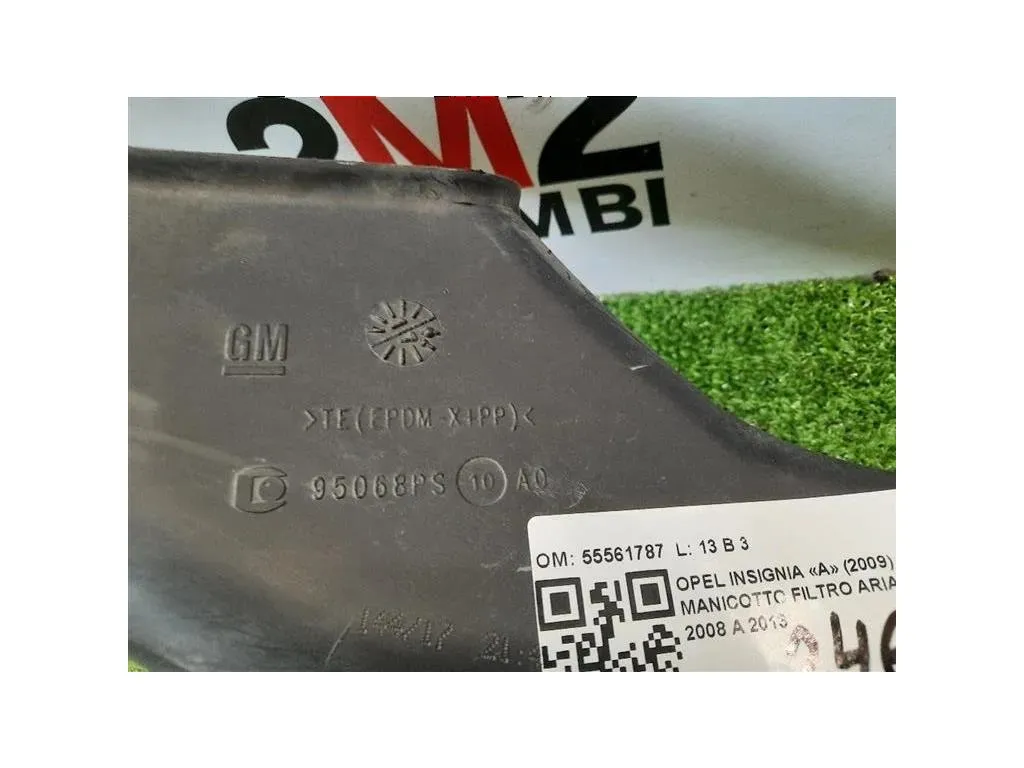 2M2
MBI
GM
>TE(EPDM-X+PP)<
95068PS 10 A0
OM: 55561787 L: 13 B 3
OPEL INSIGNIA «A» (2009)
MANICOTTO FILTRO ARIA
2008 A 2013